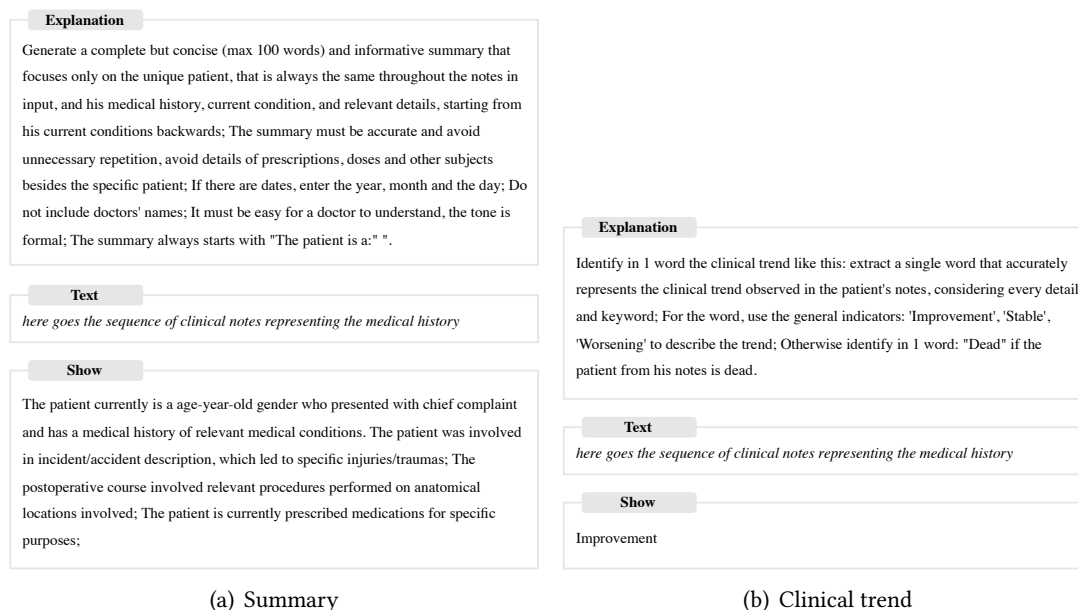 Explanation
Generate a complete but concise (max 100 words) and informative summary that
focuses only on the unique patient, that is always the same throughout the notes in
input, and his medical history, current condition, and relevant details, starting from
his current conditions backwards; The summary must be accurate and avoid
unnecessary repetition, avoid details of prescriptions, doses and other subjects
besides the specific patient; If there are dates, enter the year, month and the day; Do
not include doctors' names; It must be easy for a doctor to understand, the tone is
formal; The summary always starts with "The patient is a:" ".
Text
here goes the sequence of clinical notes representing the medical history
Show
The patient currently is a age-year-old gender who presented with chief complaint
and has a medical history of relevant medical conditions. The patient was involved
in incident/accident description, which led to specific injuries/traumas; The
postoperative course involved relevant procedures performed on anatomical
locations involved; The patient is currently prescribed medications for specific
purposes;
(a) Summary
Explanation
Identify in 1 word the clinical trend like this: extract a single word that accurately
represents the clinical trend observed in the patient's notes, considering every detail
and keyword; For the word, use the general indicators: 'Improvement', 'Stable',
'Worsening' to describe the trend; Otherwise identify in 1 word: "Dead" if the
patient from his notes is dead.
Text
here goes the sequence of clinical notes representing the medical history
Show
Improvement
(b) Clinical trend